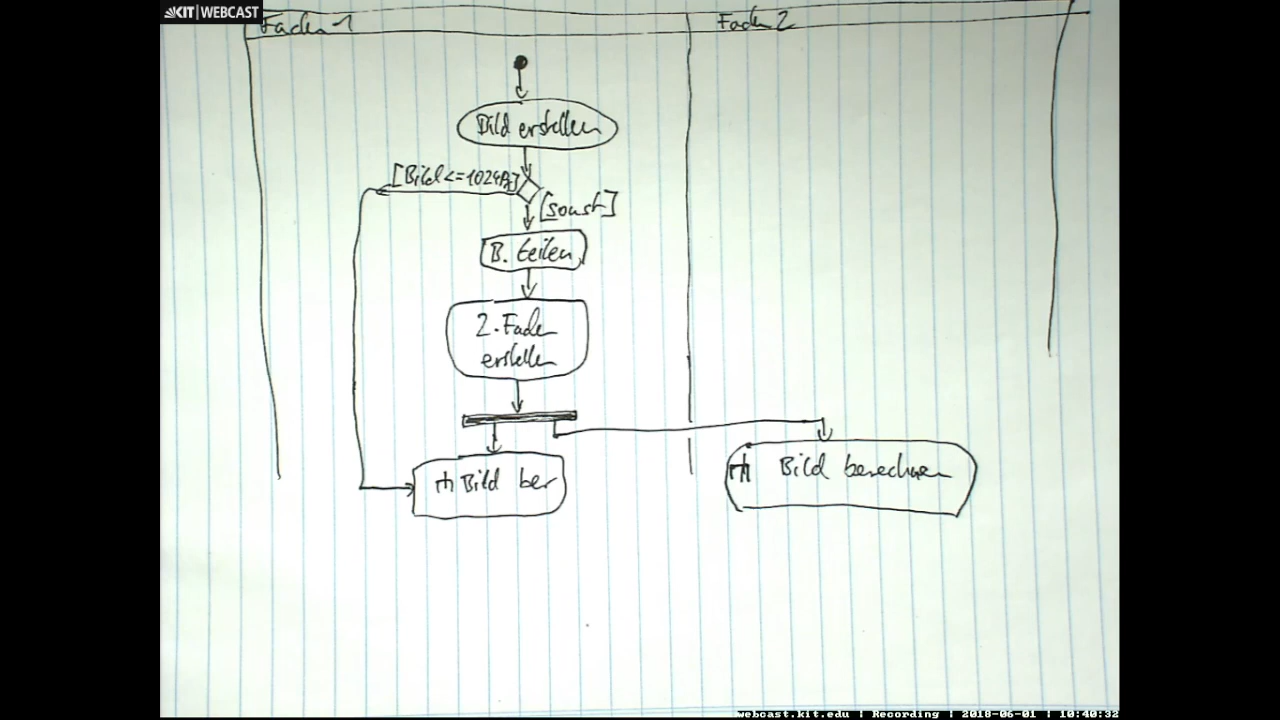 KIT WEBCAST
Faden 1
Faden 2
Bild erstellen
[Bild <= 1024Px]
[sonst]
B. teilen
2. Faden
erstellen
Bild ber
Bild berechnen
webcast.kit.edu | Recording | 2018-06-01 | 10:40:32